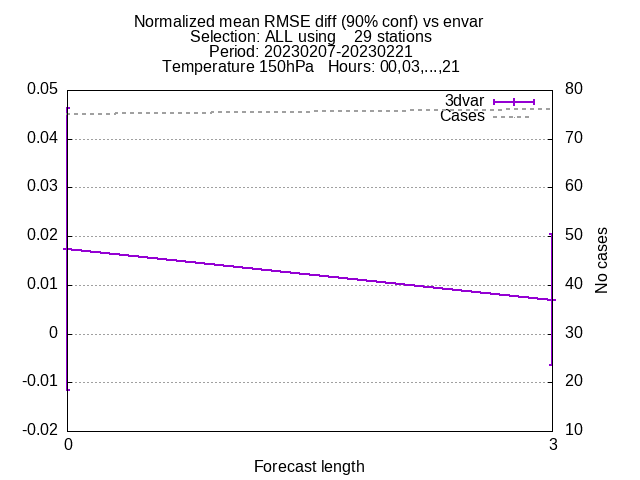 Normalized mean RMSE diff (90% conf) vs envar
Selection: ALL using    29 stations
Period: 20230207-20230221
Temperature 150hPa   Hours: 00,03,...,21
3dvar
Cases
0.05
0.04
0.03
0.02
0.01
0
-0.01
-0.02
80
70
60
50
40
30
20
10
No cases
0
3
Forecast length